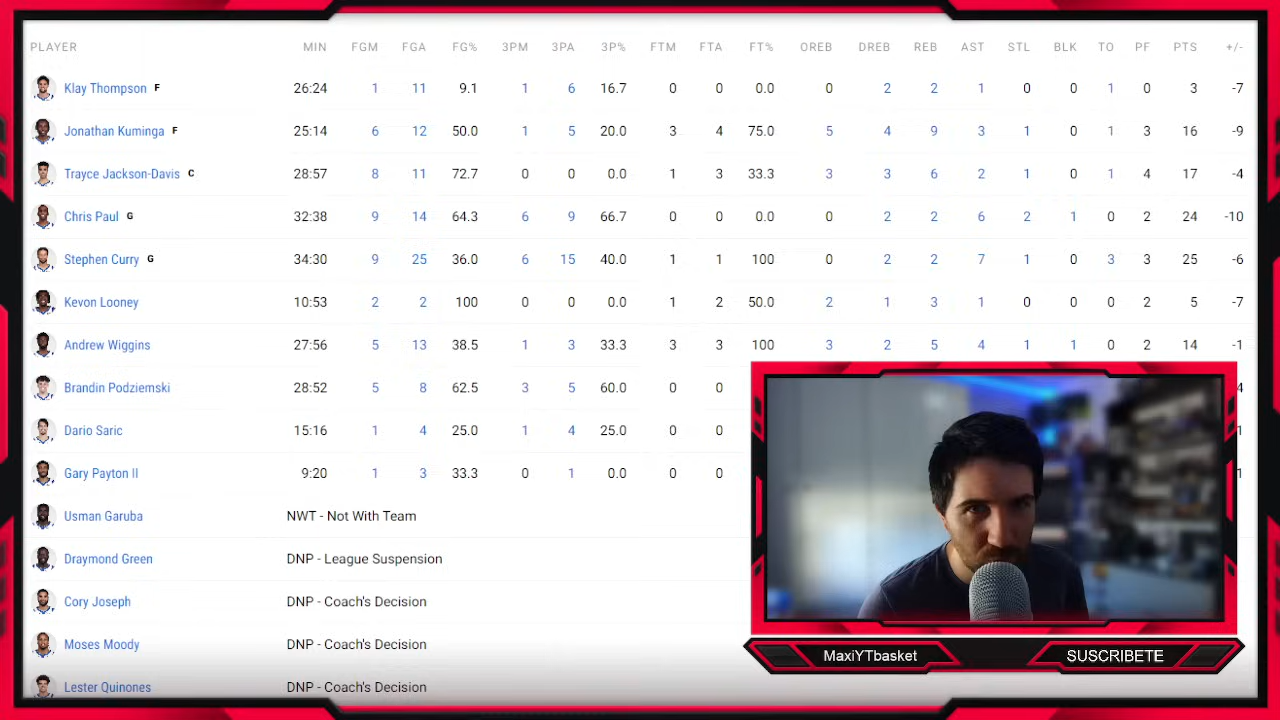 PLAYER MIN FGM FGA FG% 3PM 3PA 3P% FTM FTA FT% OREB DREB REB AST STL BLK TO PF PTS +/-
Klay Thompson F 26:24 1 11 9.1 1 6 16.7 0 0 0.0 0 2 2 1 0 0 1 0 3 -7
Jonathan Kuminga F 25:14 6 12 50.0 1 5 20.0 3 4 75.0 5 4 9 3 1 0 1 3 16 -9
Trayce Jackson-Davis C 28:57 8 11 72.7 0 0 0.0 1 3 33.3 3 3 6 2 1 0 1 4 17 -4
Chris Paul G 32:38 9 14 64.3 6 9 66.7 0 0 0.0 0 2 2 6 2 1 0 2 24 -10
Stephen Curry G 34:30 9 25 36.0 6 15 40.0 1 1 100 0 2 2 7 1 0 3 3 25 -6
Kevon Looney 10:53 2 2 100 0 0 0.0 1 2 50.0 2 1 3 1 0 0 0 2 5 -7
Andrew Wiggins 27:56 5 13 38.5 1 3 33.3 3 3 100 3 2 5 4 1 1 0 2 14 -1
Brandin Podziemski 28:52 5 8 62.5 3 5 60.0 0 0 4
Dario Saric 15:16 1 4 25.0 1 4 25.0 0 0 1
Gary Payton II 9:20 1 3 33.3 0 1 0.0 0 0 1
Usman Garuba NWT - Not With Team
Draymond Green DNP - League Suspension
Cory Joseph DNP - Coach's Decision
Moses Moody DNP - Coach's Decision
Lester Quinones DNP - Coach's Decision
MaxiYTbasket SUSCRIBETE